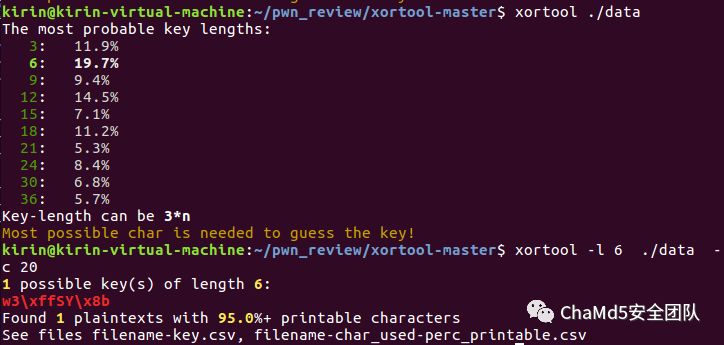 kirin@kirin-virtual-machine:~/pwn_review/xortool-master$ xortool ./data
The most probable key lengths:
3: 11.9%
6: 19.7%
9: 9.4%
12: 14.5%
15: 7.1%
18: 11.2%
21: 5.3%
24: 8.4%
30: 6.8%
36: 5.7%
Key-length can be 3*n
Most possible char is needed to guess the key!
kirin@kirin-virtual-machine:~/pwn_review/xortool-master$ xortool -l 6 ./data -
c 20
1 possible key(s) of length 6:
w3\xffSY\x8b
Found 1 plaintexts with 95.0%+ printable characters
See files filename-key.csv, filename-char_used-perc_printable.csv
ChaMd5安全团队